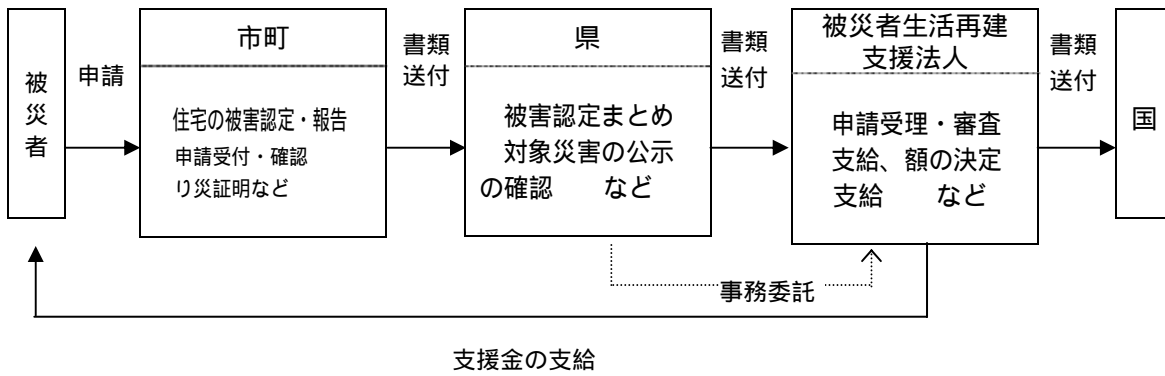 被災者
申請
市町
住宅の被害認定・報告
申請受付・確認
り災証明など
書類
送付
県
被害認定まとめ
対象災害の公示
の確認　　など
書類
送付
被災者生活再建
支援法人
申請受理・審査
支給、額の決定
支給　　など
書類
送付
国
事務委託
支援金の支給